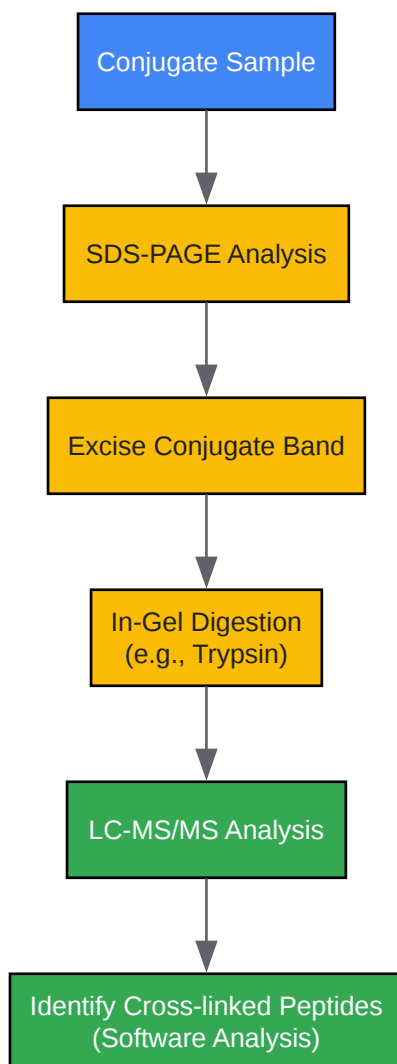 Conjugate Sample
SDS-PAGE Analysis
Excise Conjugate Band
In-Gel Digestion
(e.g., Trypsin)
LC-MS/MS Analysis
Identify Cross-linked Peptides
(Software Analysis)